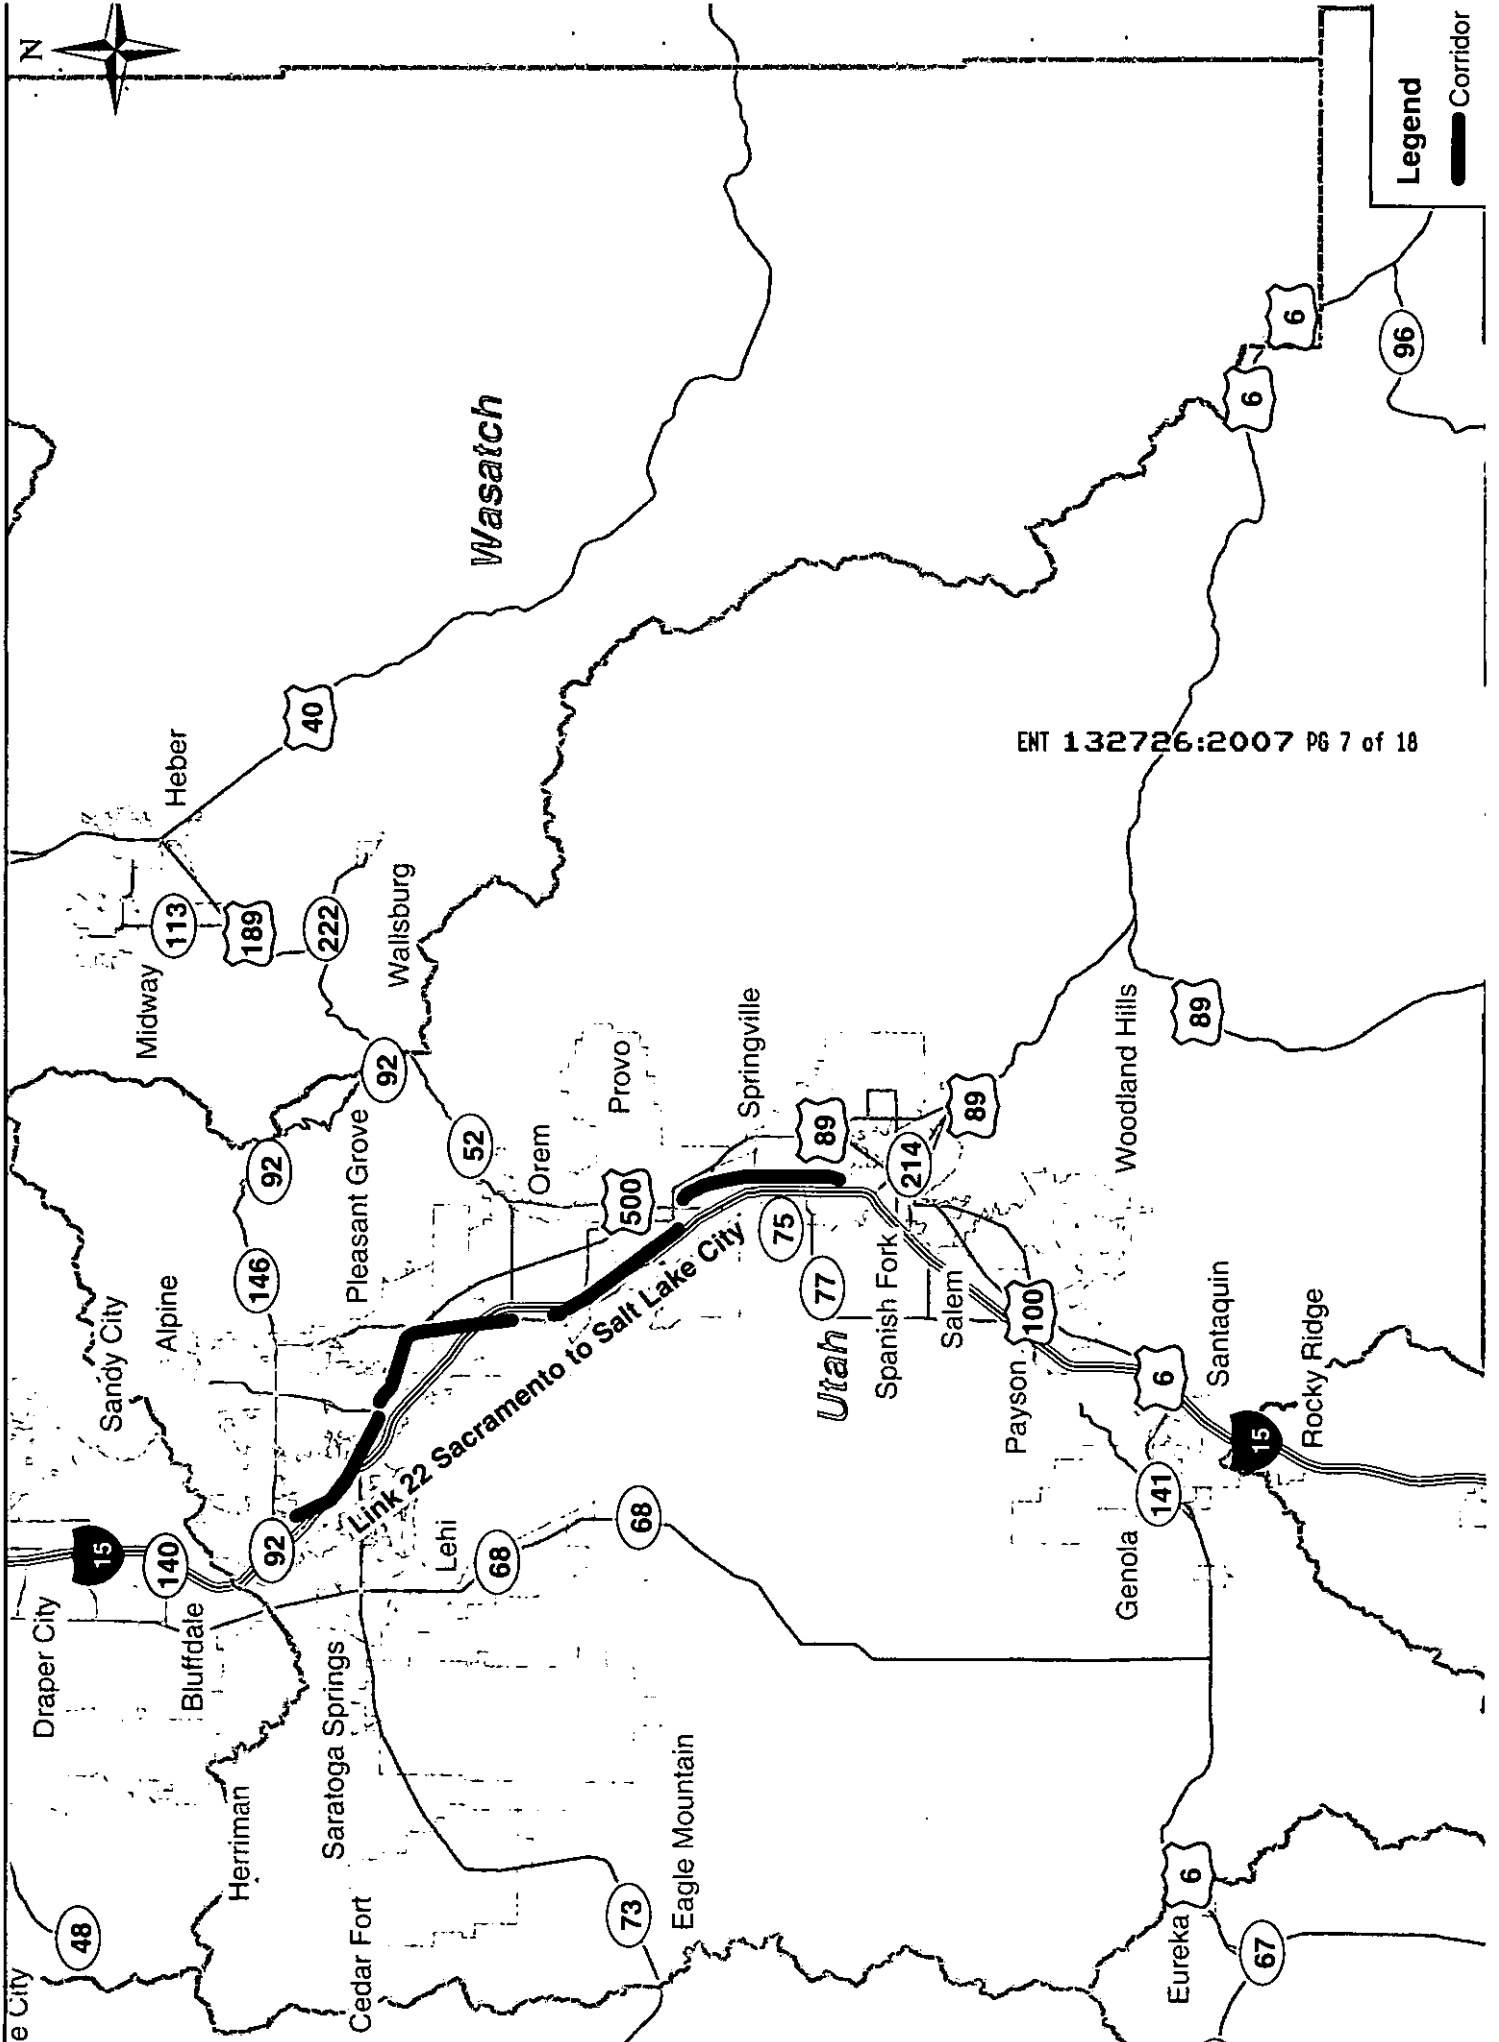 N
e City
48
Draper City
15
140
Bluffdale
Herriman
Sandy City
Alpine
92
146
92
Midway
113
189
222
Heber
40
Wasatch
Cedar Fort
Saratoga Springs
Lehi
68
68
Pleasant Grove
92
Wallsburg
52
Orem
Provo
500
Link 22 Sacramento to Salt Lake City
Springville
73
Eagle Mountain
Utah
75
77
89
214
89
Spanish Fork
Salem
Payson
100
Woodland Hills
89
Genola
141
6
Santaquin
15
Rocky Ridge
Eureka
6
67
6
6
96
Legend
Corridor
ENT 132726:2007 PG 7 of 18